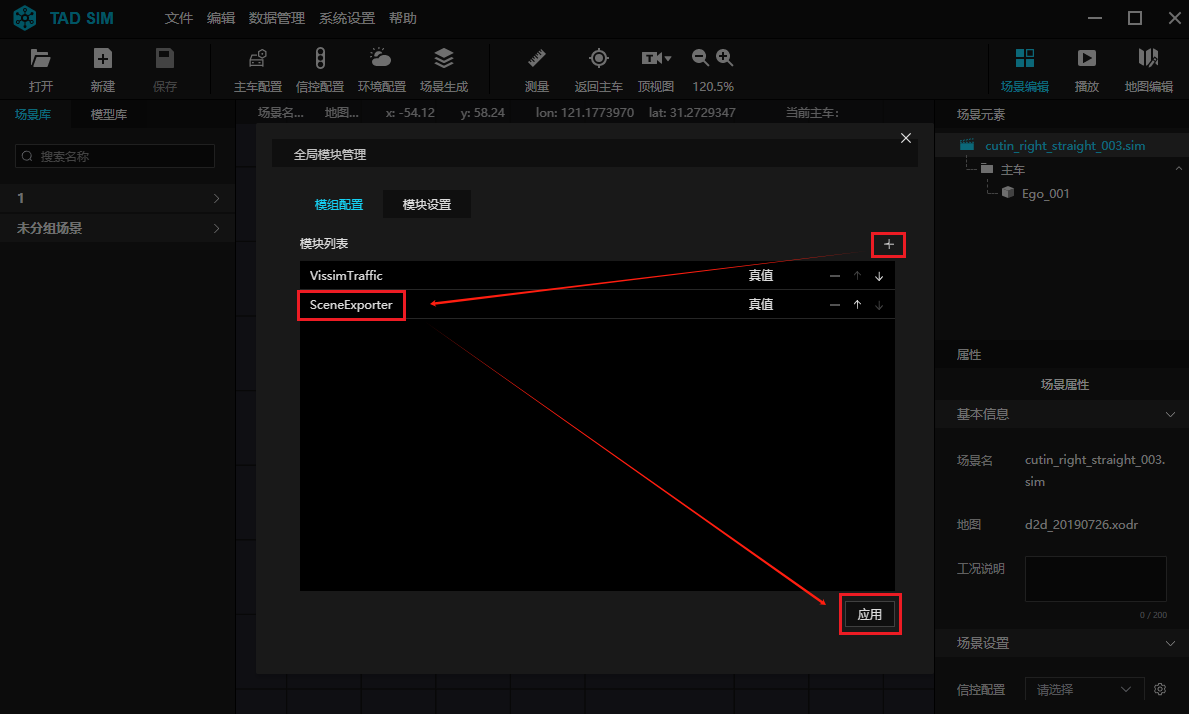 TAD SIM 文件 编辑 数据管理 系统设置 帮助
打开 新建 保存 主车配置 信控配置 环境配置 场景生成 测量 返回主车 顶视图 120.5% 场景编辑 播放 地图编辑
场景库 模型库 场景名... 地图... x: -54.12 y: 58.24 lon: 121.1773970 lat: 31.2729347 当前主车: 场景元素
搜索名称
1
未分组场景
全局模块管理
模组配置 模块设置
模块列表
VissimTraffic 真值
SceneExporter 真值
应用
cutin_right_straight_003.sim
主车
Ego_001
属性
场景属性
基本信息
场景名 cutin_right_straight_003.
sim
地图 d2d_20190726.xodr
工况说明
0 / 200
场景设置
信控配置 请选择